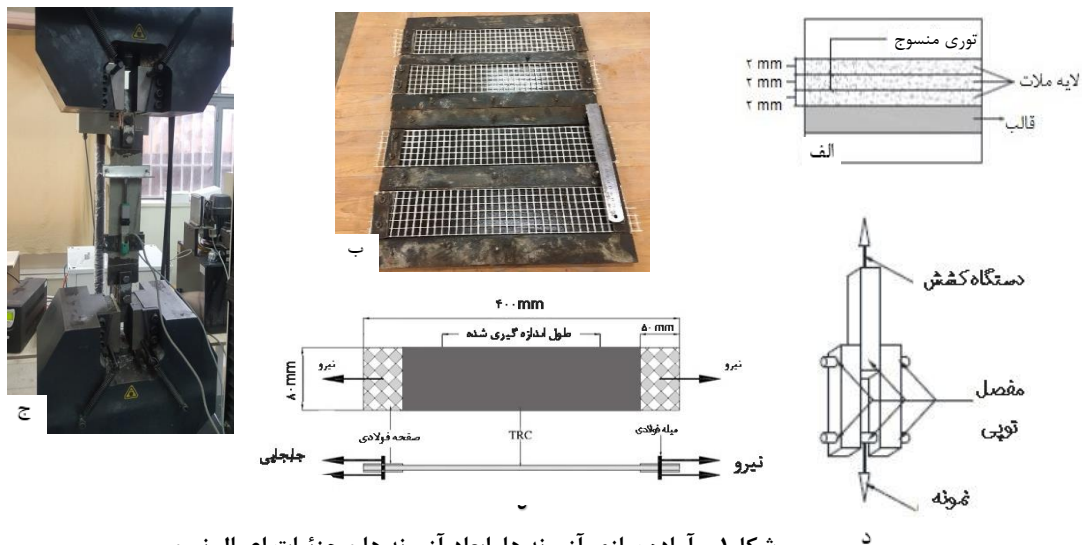 توری منسوج
۲ mm
۲ mm
۲ mm
لایه ملات
قالب
الف
ب
ج
۴۰۰mm
۵۰ mm
طول اندازه گیری شده
نیرو
نیرو
۸۰mm
صفحه فولادی
TRC
میله فولادی
جابجایی
نیرو
دستگاه کشش
مفصل
توپی
نمونه
د